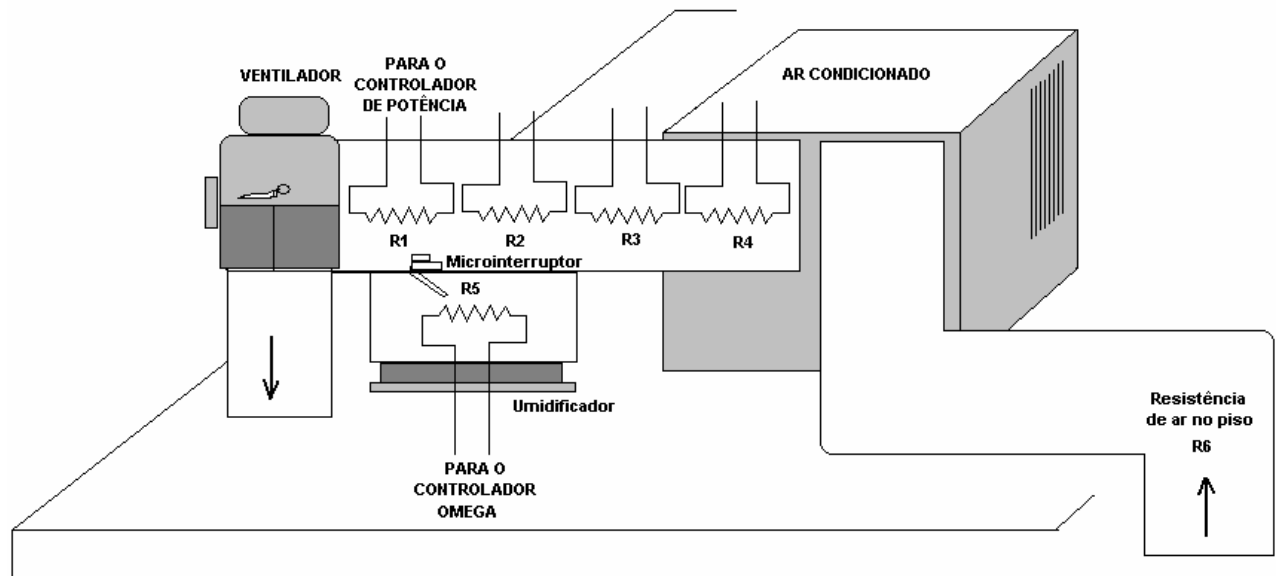 VENTILADOR
PARA O
CONTROLADOR
DE POTÊNCIA
AR CONDICIONADO
R1
R2
R3
R4
Microinterruptor
R5
Umidificador
PARA O
CONTROLADOR
OMEGA
Resistência
de ar no piso
R6